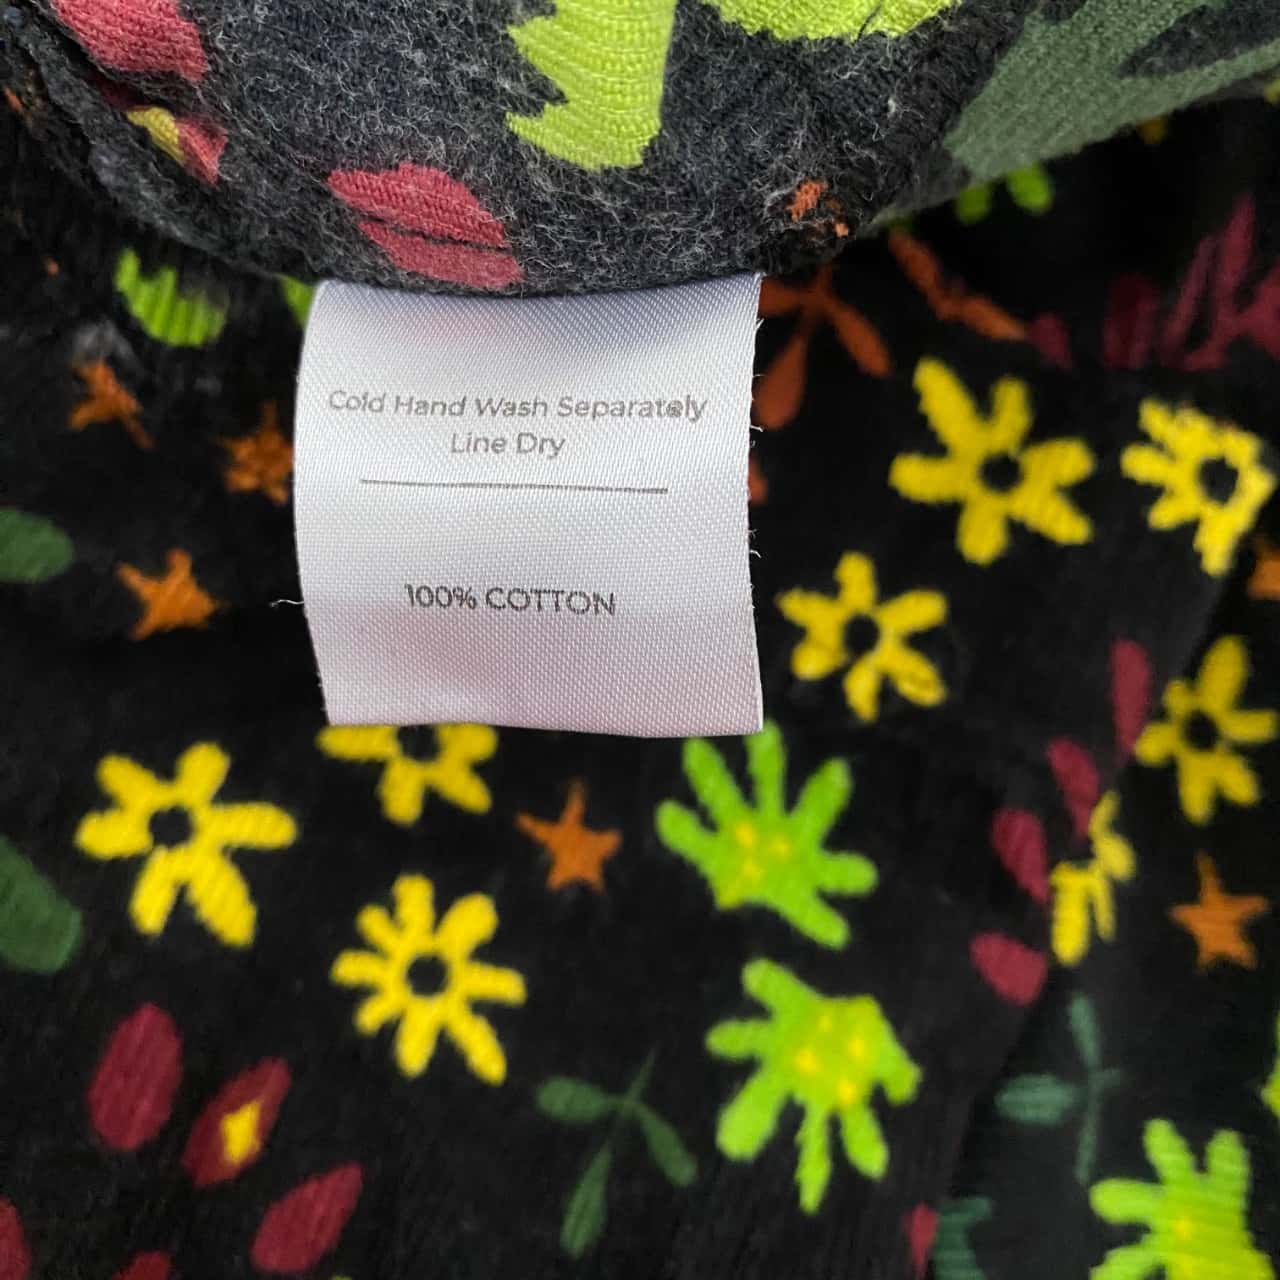 Cold Hand Wash Separately
Line Dry
100% COTTON